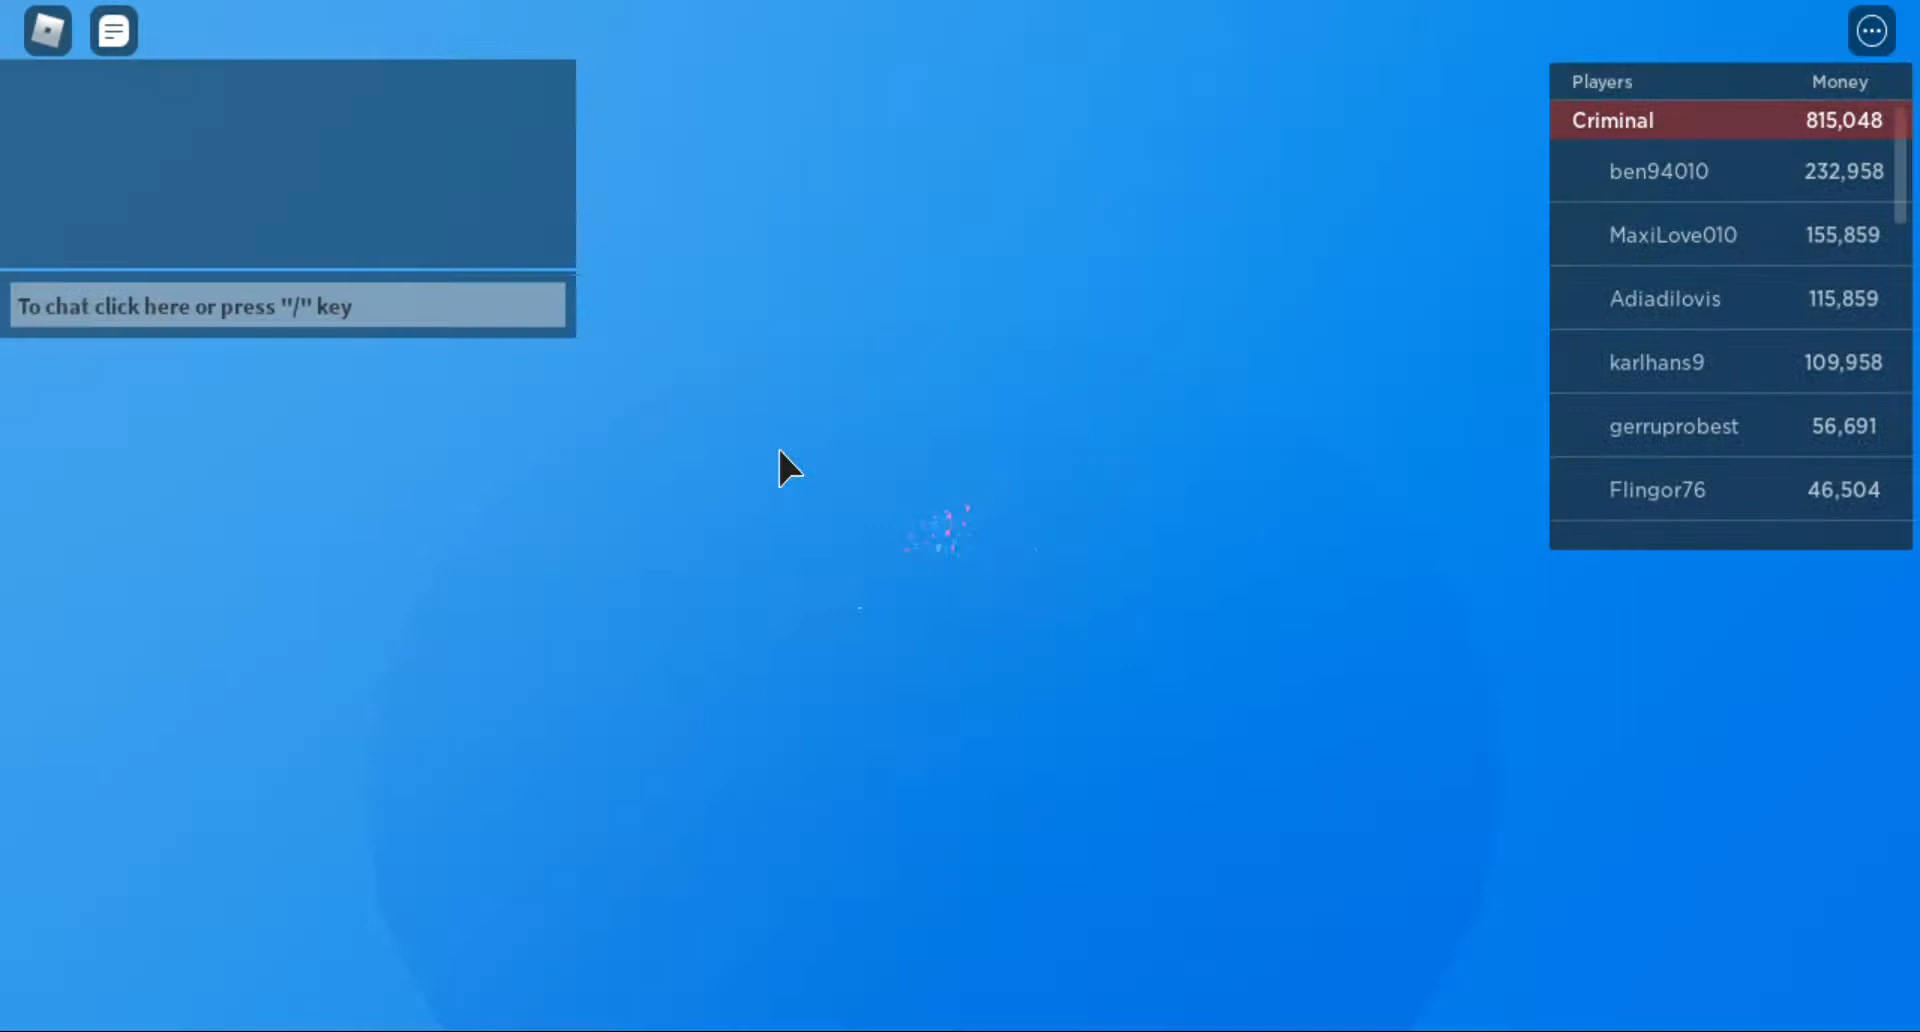 To chat click here or press "/" key
Players Money
Criminal 815,048
ben94010 232,958
MaxiLove010 155,859
Adiadilovis 115,859
karlhans9 109,958
gerruprobest 56,691
Flingor76 46,504